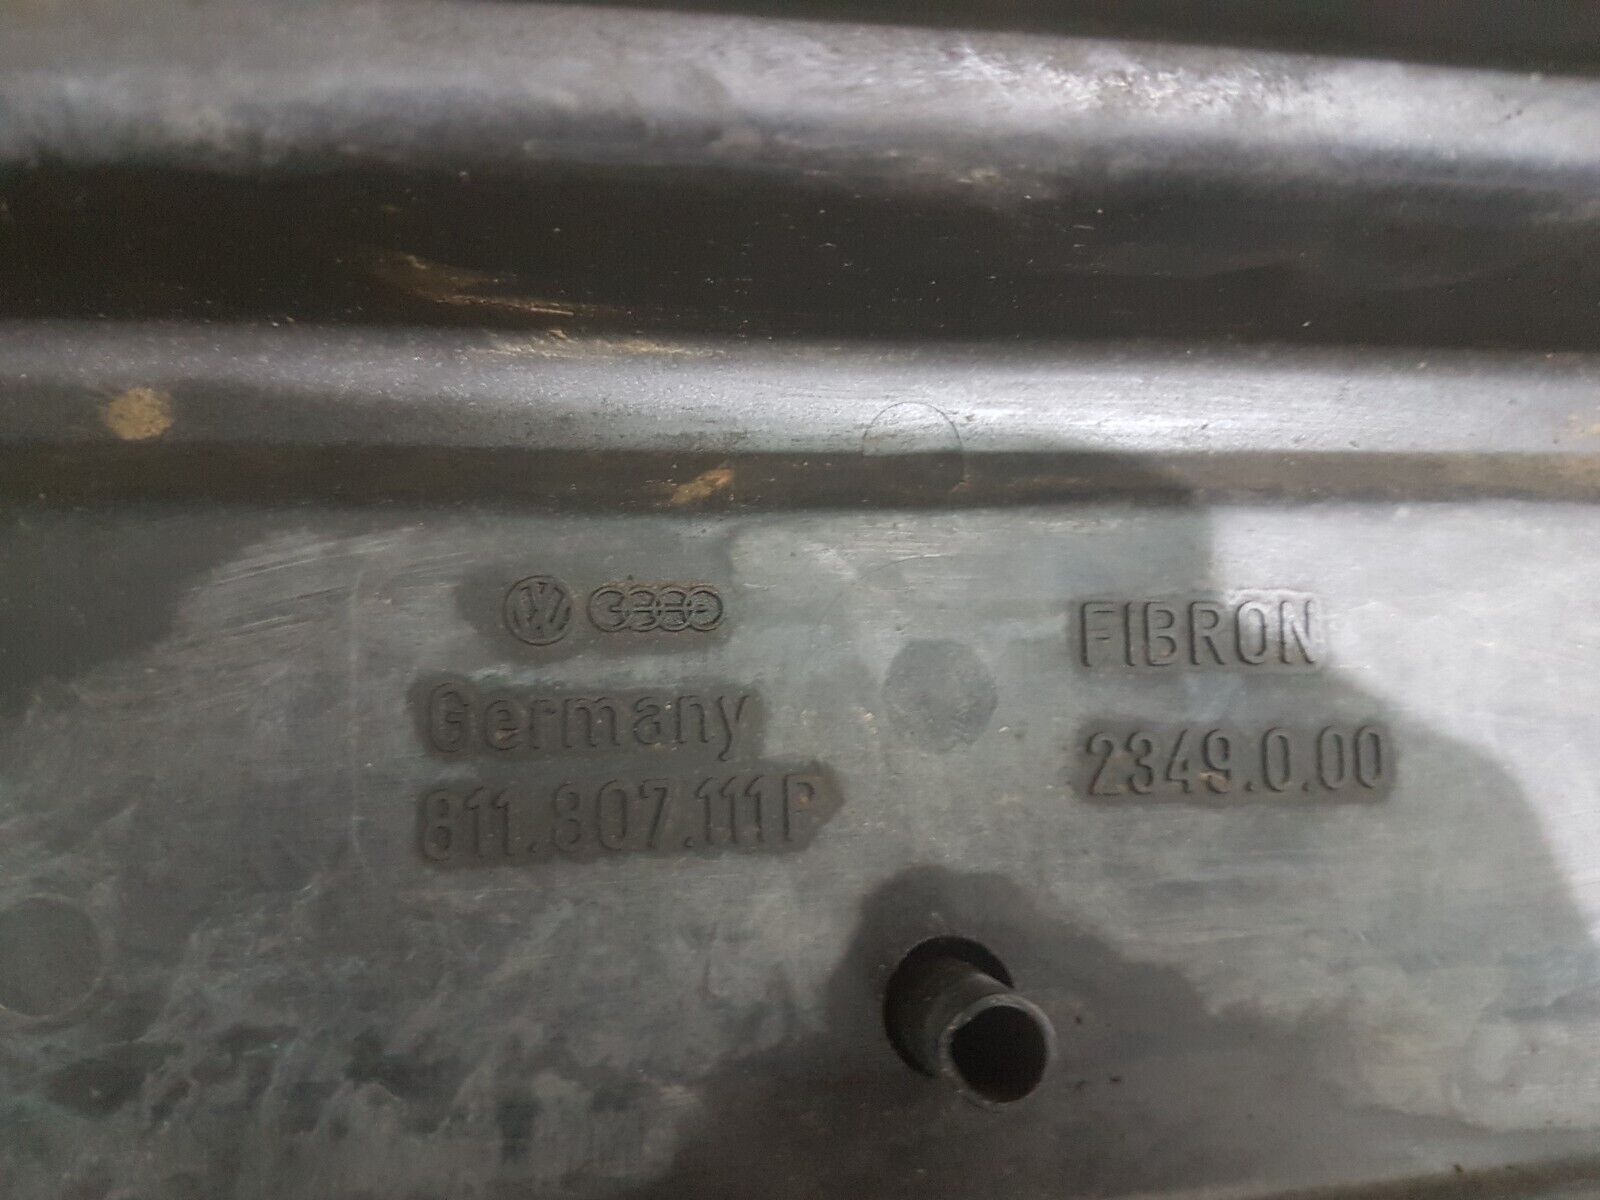 Germany
811.807.111P
FIBRON
2349.0.00